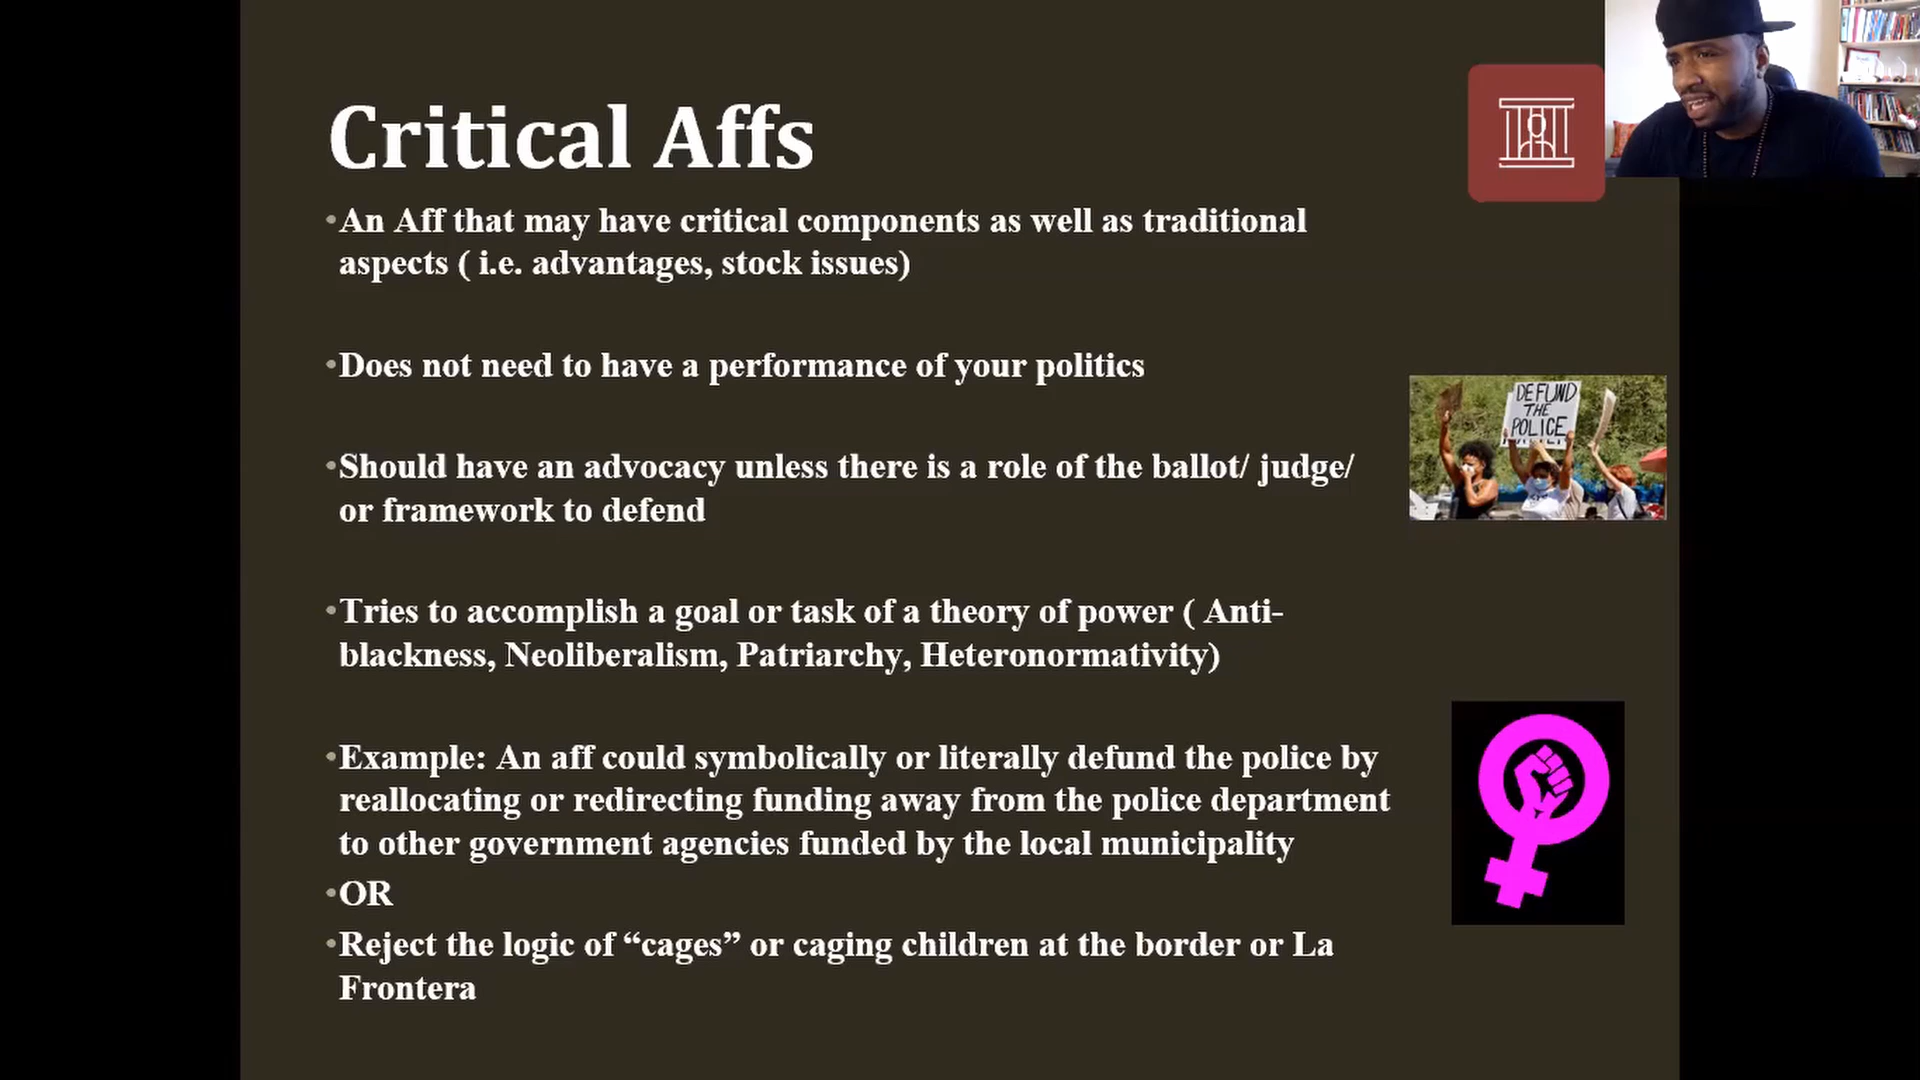 Critical Affs
•An Aff that may have critical components as well as traditional
aspects ( i.e. advantages, stock issues)
•Does not need to have a performance of your politics
•Should have an advocacy unless there is a role of the ballot/ judge/
or framework to defend
•Tries to accomplish a goal or task of a theory of power ( Anti-
blackness, Neoliberalism, Patriarchy, Heteronormativity)
•Example: An aff could symbolically or literally defund the police by
reallocating or redirecting funding away from the police department
to other government agencies funded by the local municipality
•OR
•Reject the logic of “cages” or caging children at the border or La
Frontera
DEFUND
THE
POLICE